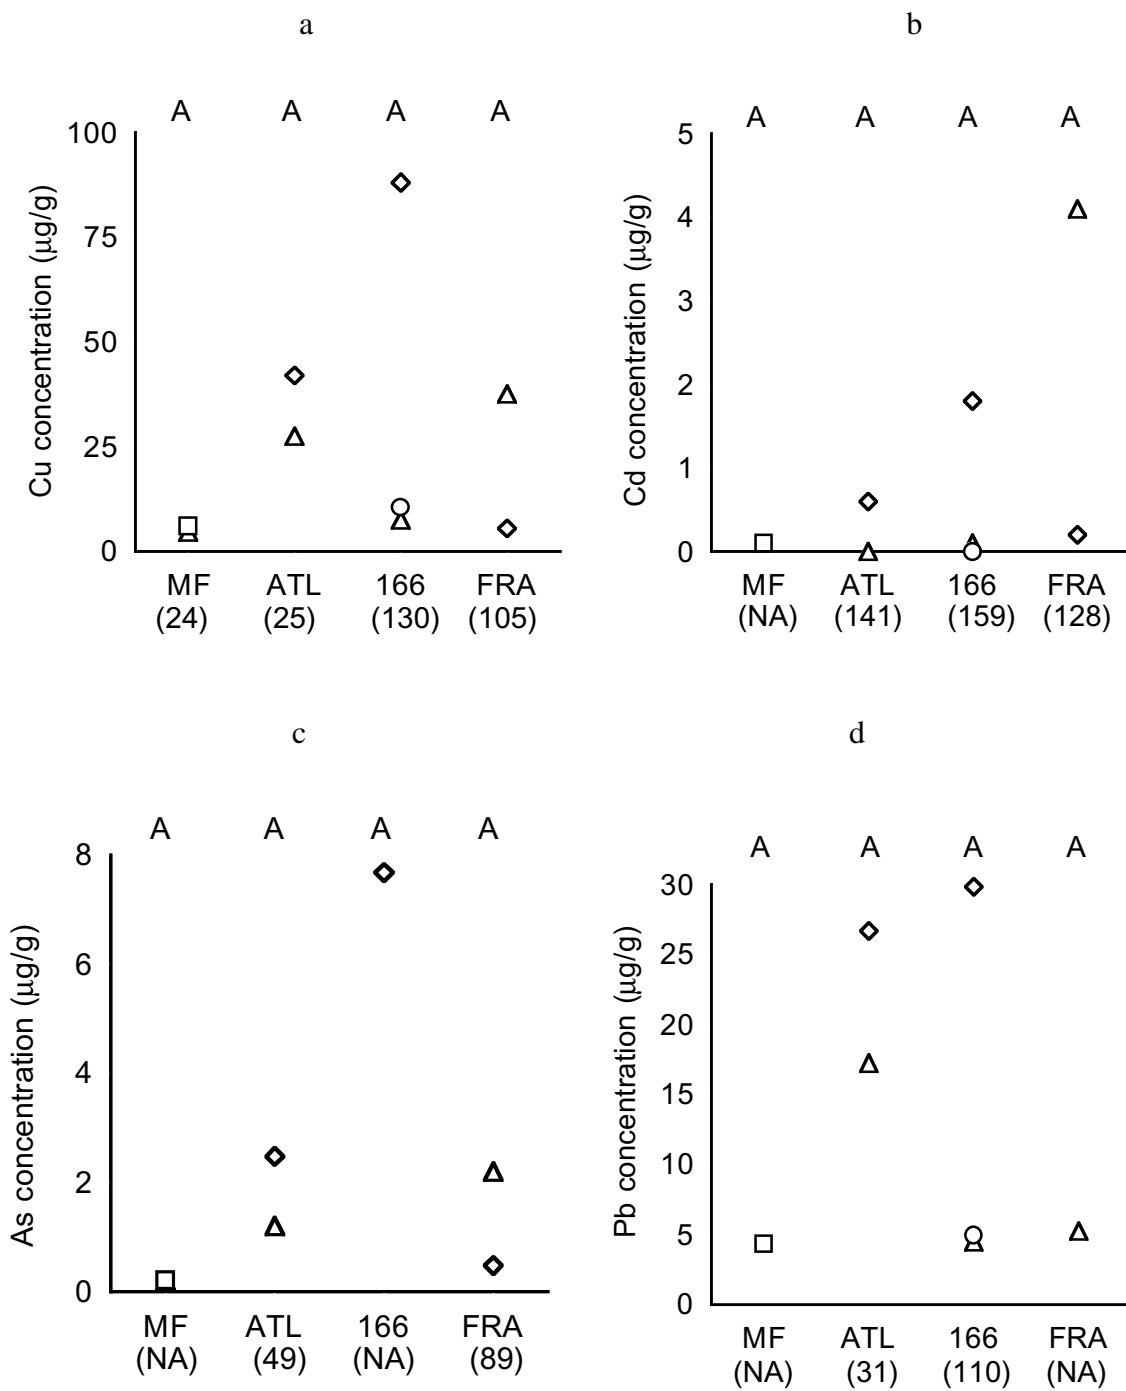 a
A A A A
Cu concentration (µg/g)
100
75
50
25
0
MF ATL 166 FRA
(24) (25) (130) (105)
b
A A A A
Cd concentration (µg/g)
5
4
3
2
1
0
MF ATL 166 FRA
(NA) (141) (159) (128)
c
A A A A
As concentration (µg/g)
8
6
4
2
0
MF ATL 166 FRA
(NA) (49) (NA) (89)
d
A A A A
Pb concentration (µg/g)
30
25
20
15
10
5
0
MF ATL 166 FRA
(NA) (31) (110) (NA)